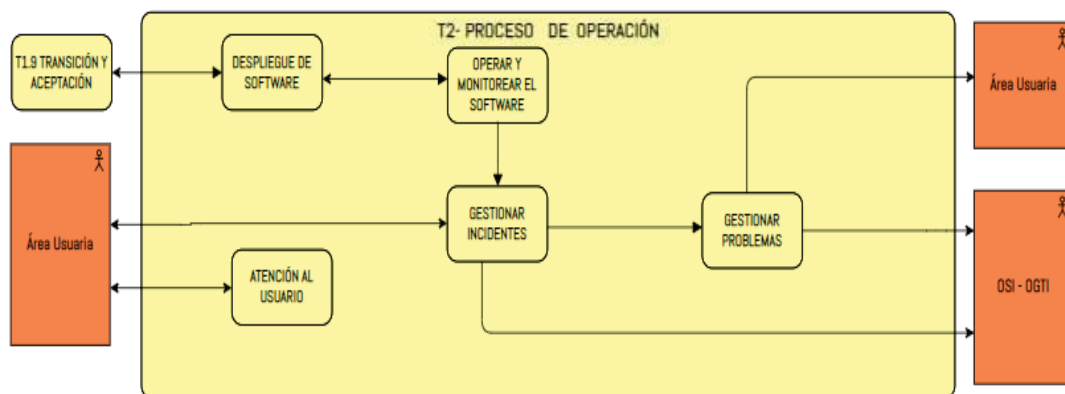 T2- PROCESO DE OPERACIÓN
T1.9 TRANSICIÓN Y
ACEPTACIÓN
DESPLIEGUE DE
SOFTWARE
OPERAR Y
MONITOREAR EL
SOFTWARE
Área Usuaria
Área Usuaria
GESTIONAR
INCIDENTES
GESTIONAR
PROBLEMAS
ATENCIÓN AL
USUARIO
OSI - OGTI